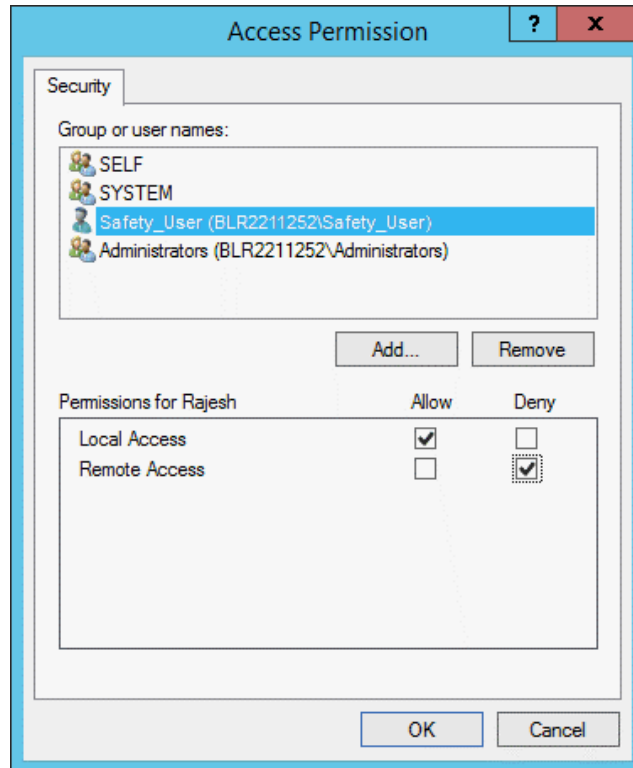 Access Permission
? x
Security
Group or user names:
SELF
SYSTEM
Safety_User (BLR2211252\Safety_User)
Administrators (BLR2211252\Administrators)
Add... Remove
Permissions for Rajesh Allow Deny
Local Access
Remote Access
OK Cancel